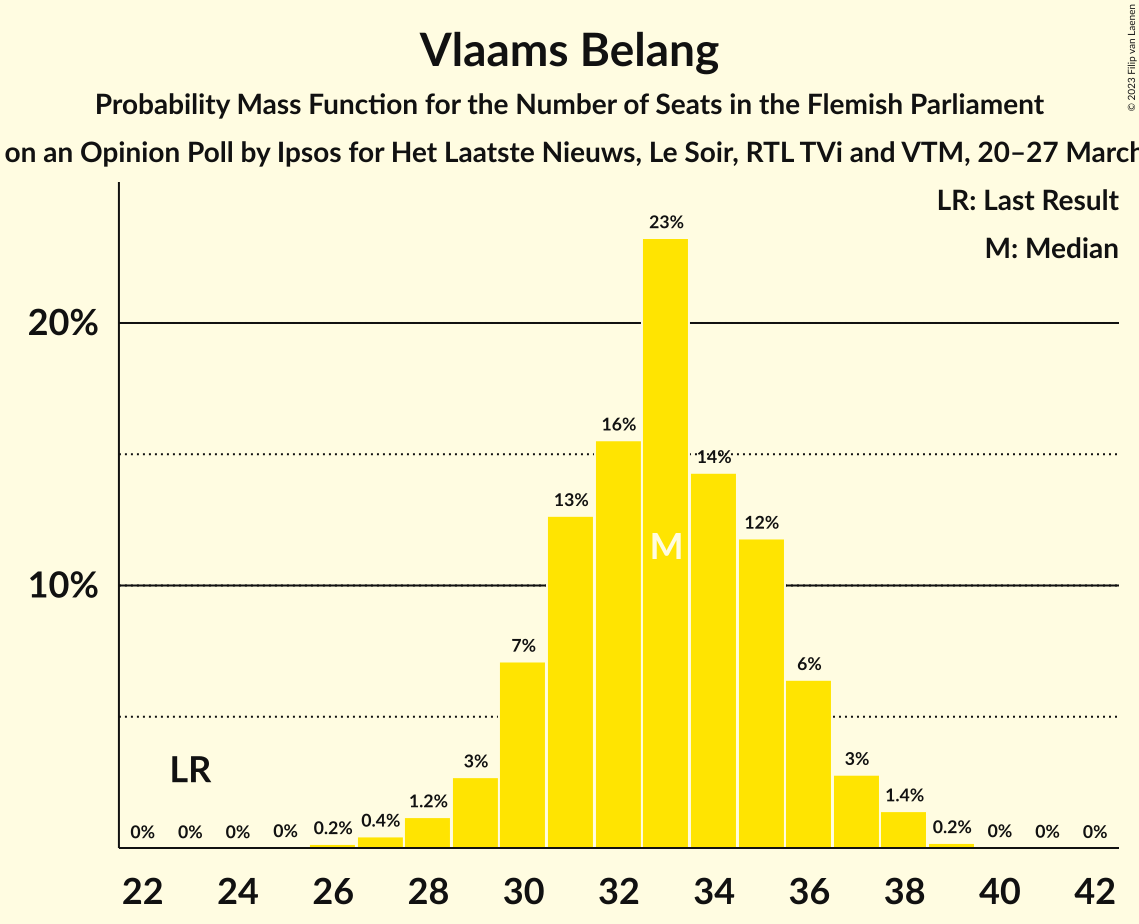 Vlaams Belang
Probability Mass Function for the Number of Seats in the Flemish Parliament
on an Opinion Poll by Ipsos for Het Laatste Nieuws, Le Soir, RTL TVi and VTM, 20–27 March
© 2023 Filip van Laenen
LR: Last Result
M: Median
23%
20%
16%
14%
13%
12%
M
10%
7%
6%
LR
3%
3%
1.2%
1.4%
0% 0% 0% 0% 0.2% 0.4% 0.2% 0% 0% 0%
22 24 26 28 30 32 34 36 38 40 42